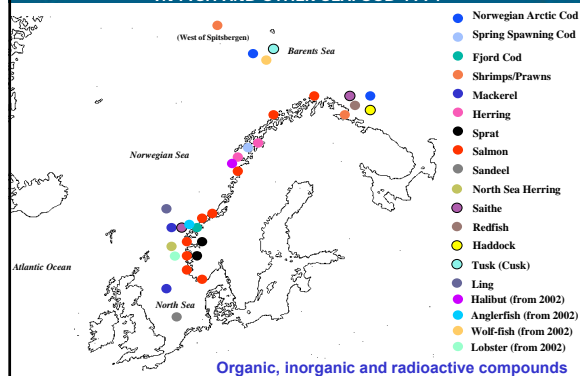 (West of Spitsbergen)
Barents Sea
Norwegian Sea
Atlantic Ocean
North Sea
Norwegian Arctic Cod
Spring Spawning Cod
Fjord Cod
Shrimps/Prawns
Mackerel
Herring
Sprat
Salmon
Sandeel
North Sea Herring
Saithe
Redfish
Haddock
Tusk (Cusk)
Ling
Halibut (from 2002)
Anglerfish (from 2002)
Wolf-fish (from 2002)
Lobster (from 2002)
Organic, inorganic and radioactive compounds